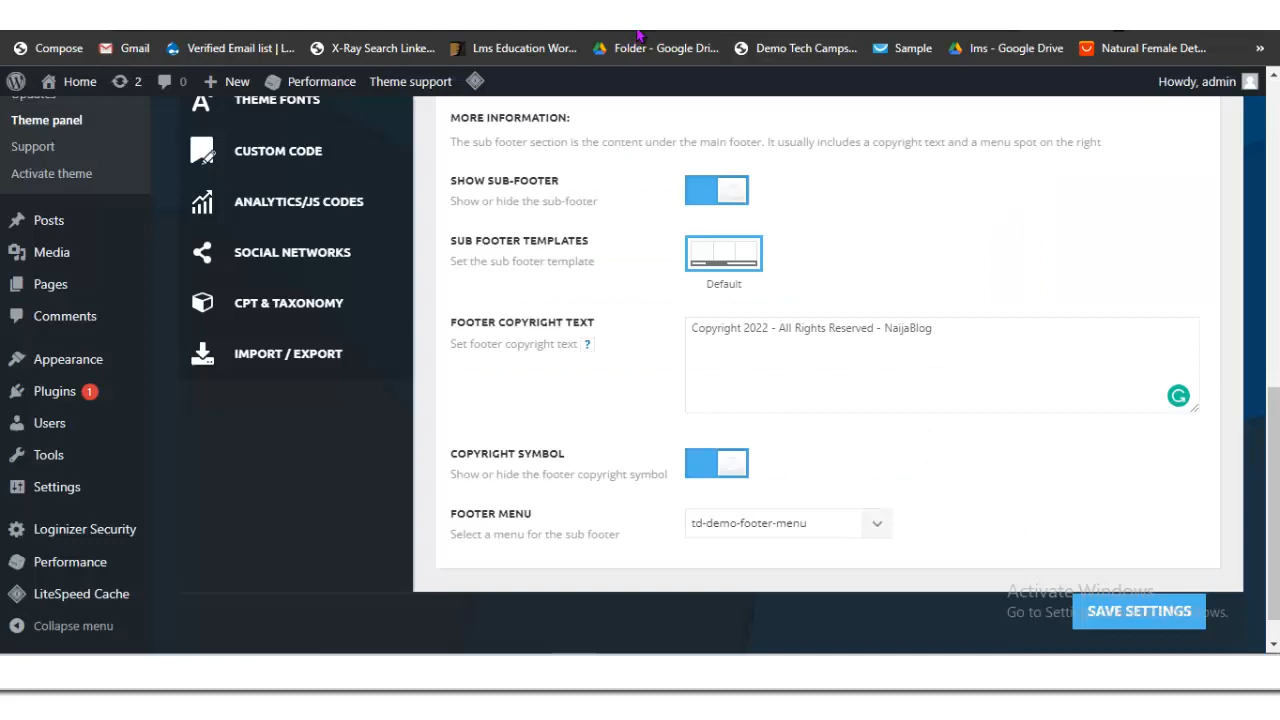 Compose Gmail Verified Email list | L... X-Ray Search Linke... Lms Education Wor... Folder - Google Dri... Demo Tech Camps... Sample lms - Google Drive Natural Female Det... »
Home 2 0 New Performance Theme support Howdy, admin
Updates
Theme panel
Support
Activate theme
Posts
Media
Pages
Comments
Appearance
Plugins 1
Users
Tools
Settings
Loginizer Security
Performance
LiteSpeed Cache
Collapse menu
THEME FONTS
CUSTOM CODE
ANALYTICS/JS CODES
SOCIAL NETWORKS
CPT & TAXONOMY
IMPORT / EXPORT
MORE INFORMATION:
The sub footer section is the content under the main footer. It usually includes a copyright text and a menu spot on the right
SHOW SUB-FOOTER
Show or hide the sub-footer
SUB FOOTER TEMPLATES
Set the sub footer template
Default
FOOTER COPYRIGHT TEXT
Set footer copyright text ?
Copyright 2022 - All Rights Reserved - NaijaBlog
COPYRIGHT SYMBOL
Show or hide the footer copyright symbol
FOOTER MENU
Select a menu for the sub footer
td-demo-footer-menu
Activate Windows
Go to Setti
SAVE SETTINGS